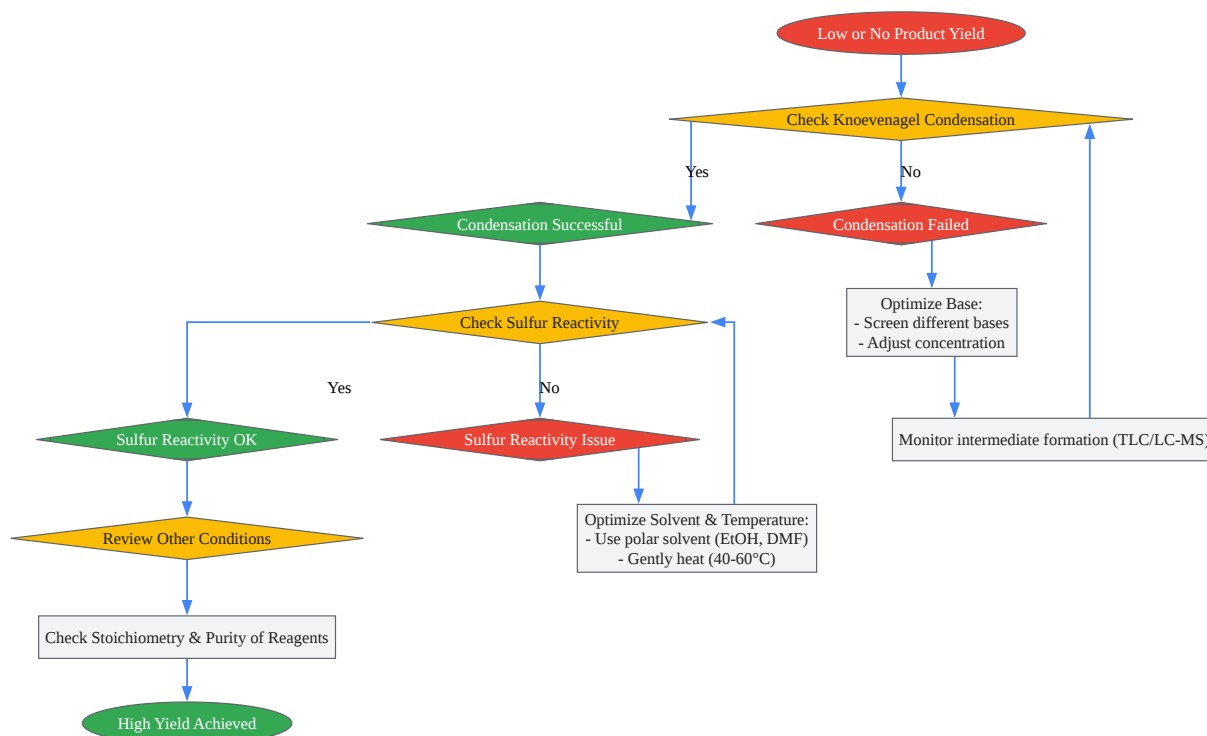 Low or No Product Yield
Check Knoevenagel Condensation
Yes
No
Condensation Successful
Condensation Failed
Optimize Base:
- Screen different bases
- Adjust concentration
Check Sulfur Reactivity
Yes
No
Sulfur Reactivity OK
Sulfur Reactivity Issue
Monitor intermediate formation (TLC/LC-MS)
Optimize Solvent & Temperature:
- Use polar solvent (EtOH, DMF)
- Gently heat (40-60°C)
Review Other Conditions
Check Stoichiometry & Purity of Reagents
High Yield Achieved